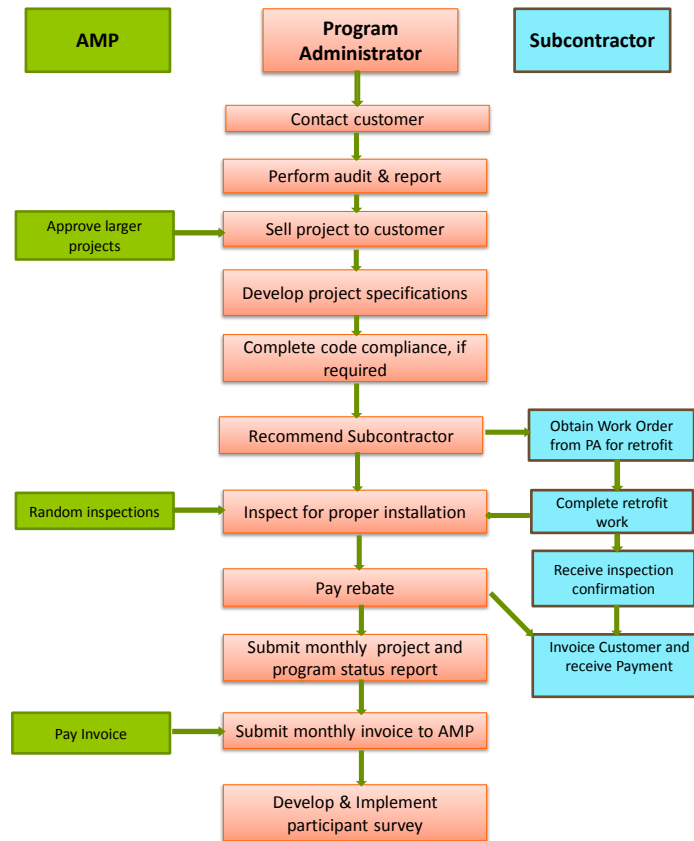 AMP
Program
Administrator
Subcontractor
Contact customer
Perform audit & report
Approve larger
projects
Sell project to customer
Develop project specifications
Complete code compliance, if
required
Recommend Subcontractor
Obtain Work Order
from PA for retrofit
Random inspections
Inspect for proper installation
Complete retrofit
work
Receive inspection
confirmation
Pay rebate
Submit monthly project and
program status report
Invoice Customer and
receive Payment
Pay Invoice
Submit monthly invoice to AMP
Develop & Implement
participant survey